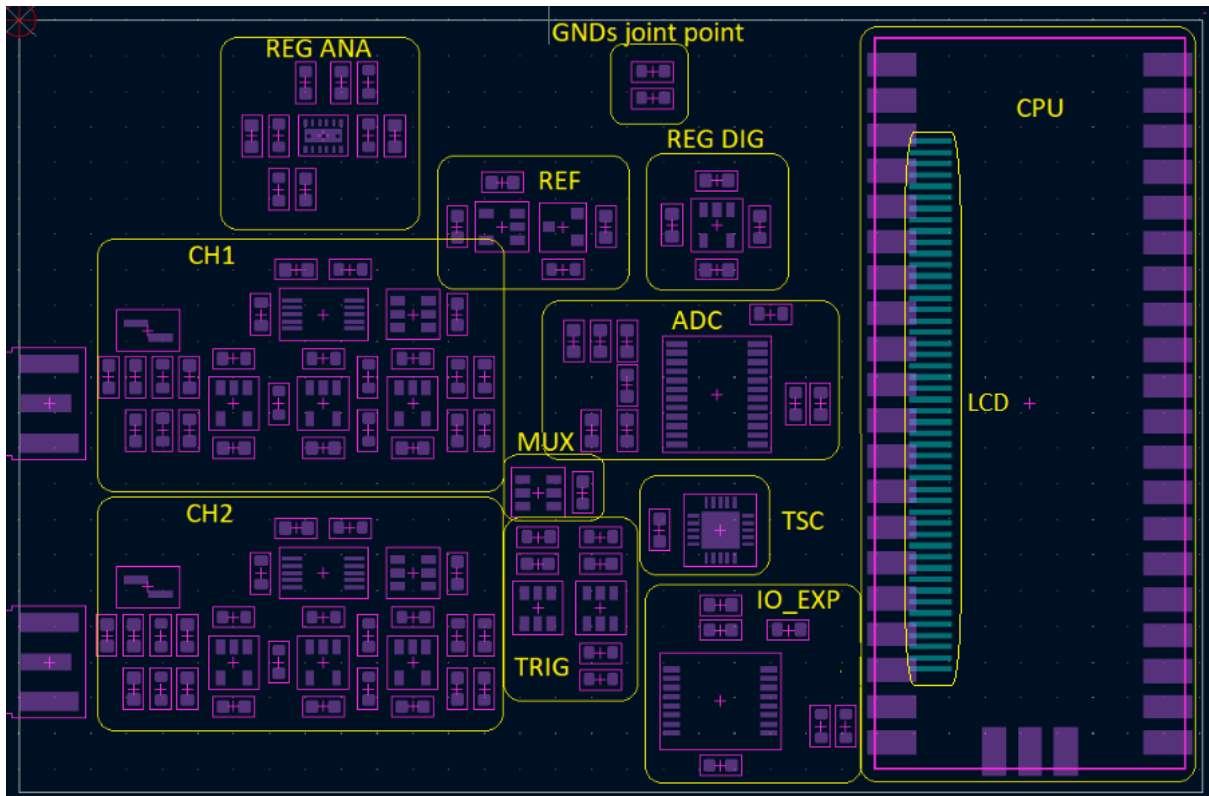 GNDs joint point
REG ANA
CPU
REG DIG
REF
CH1
ADC
LCD
MUX
CH2
TSC
IO_EXP
TRIG